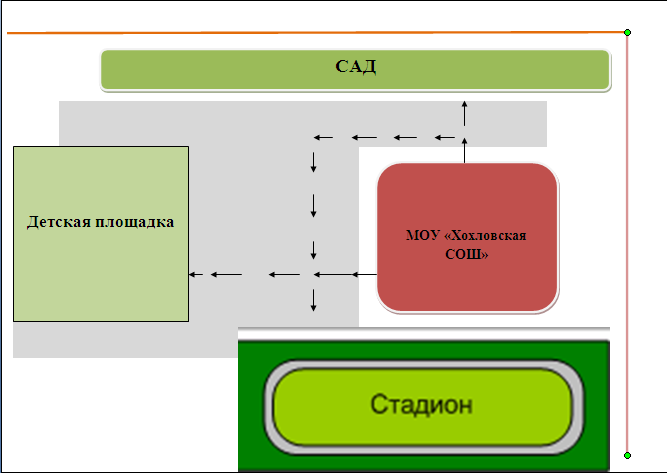 САД
Детская площадка
МОУ «Хохловская
СОШ»
Стадион